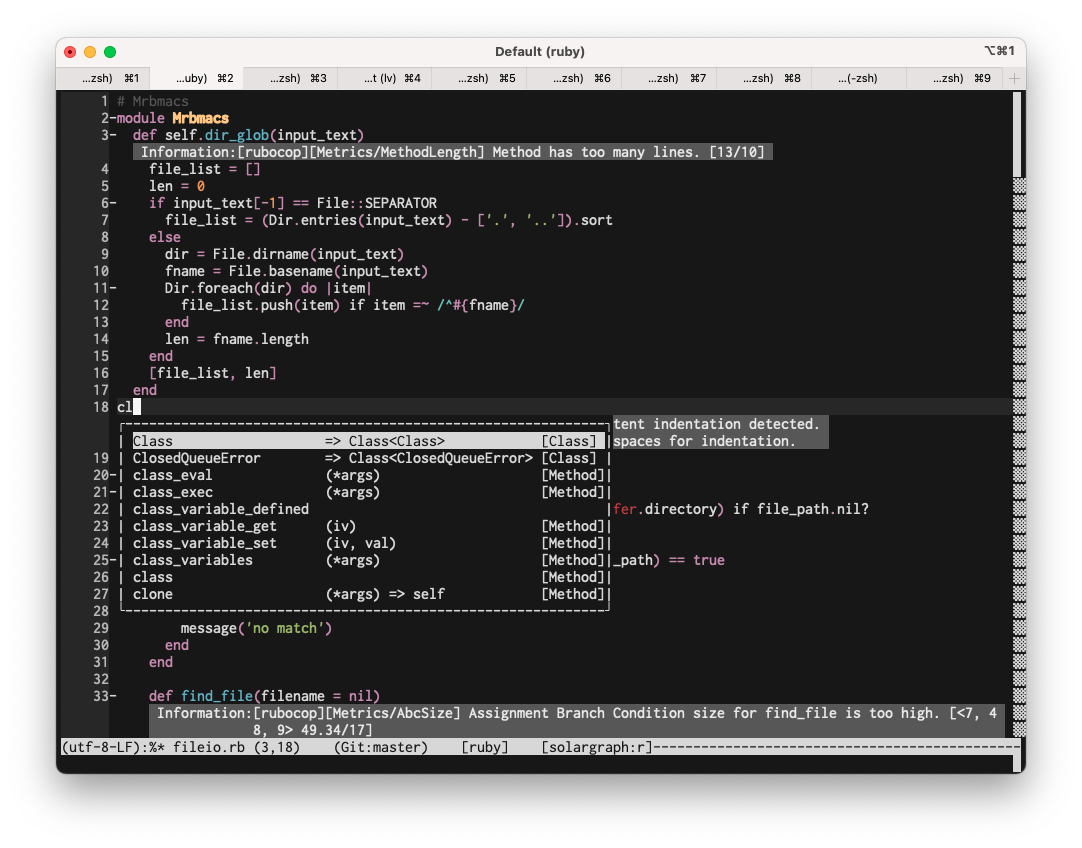 Default (ruby) ⌥⌘1
...zsh) ⌘1 ...uby) ⌘2 ...zsh) ⌘3 ...t (lv) ⌘4 ...zsh) ⌘5 ...zsh) ⌘6 ...zsh) ⌘7 ...zsh) ⌘8 ...(-zsh) ...zsh) ⌘9
1 # Mrbmacs
2-module Mrbmacs
3-  def self.dir_glob(input_text)
Information:[rubocop][Metrics/MethodLength] Method has too many lines. [13/10]
4     file_list = []
5     len = 0
6-    if input_text[-1] == File::SEPARATOR
7       file_list = (Dir.entries(input_text) - ['.', '..']).sort
8     else
9       dir = File.dirname(input_text)
10       fname = File.basename(input_text)
11-      Dir.foreach(dir) do |item|
12         file_list.push(item) if item =~ /^#{fname}/
13       end
14       len = fname.length
15     end
16     [file_list, len]
17   end
18 cl
tent indentation detected.
| Class => Class<Class> [Class] |spaces for indentation.
19 | ClosedQueueError => Class<ClosedQueueError> [Class] |
20-| class_eval (*args) [Method]|
21-| class_exec (*args) [Method]|
22 | class_variable_defined |fer.directory) if file_path.nil?
23 | class_variable_get (iv) [Method]|
24 | class_variable_set (iv, val) [Method]|
25-| class_variables (*args) [Method]|_path) == true
26 | class [Method]|
27 | clone (*args) => self [Method]|
28
29         message('no match')
30       end
31     end
32
33-    def find_file(filename = nil)
Information:[rubocop][Metrics/AbcSize] Assignment Branch Condition size for find_file is too high. [<7, 4
8, 9> 49.34/17]
(utf-8-LF):%* fileio.rb (3,18)    (Git:master)    [ruby]    [solargraph:r]----------------------------------------------